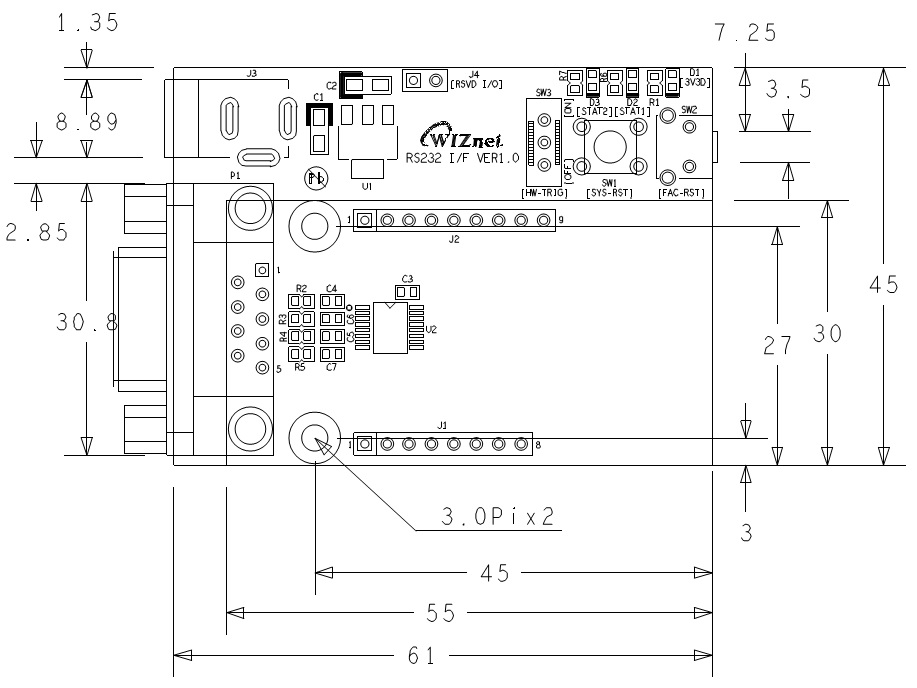 1.35
7.25
J3
J4
C2
[RSVD I/O]
R7
R6
D1
[3V3D]
SW3
[ON]
D3
D2
R1
[STAT2]
[STAT1]
SW2
3.5
C1
8.89
WIZnet
RS232 I/F VER1.0
U1
[OFF]
SW1
[HW-TRIG]
[SYS-RST]
[FAC-RST]
P1
2.85
1
9
J2
1
45
C3
R2
C4
R3
C6
30.8
U2
R4
C5
30
27
R5
C7
5
J1
1
8
3.0Pix2
3
45
55
61